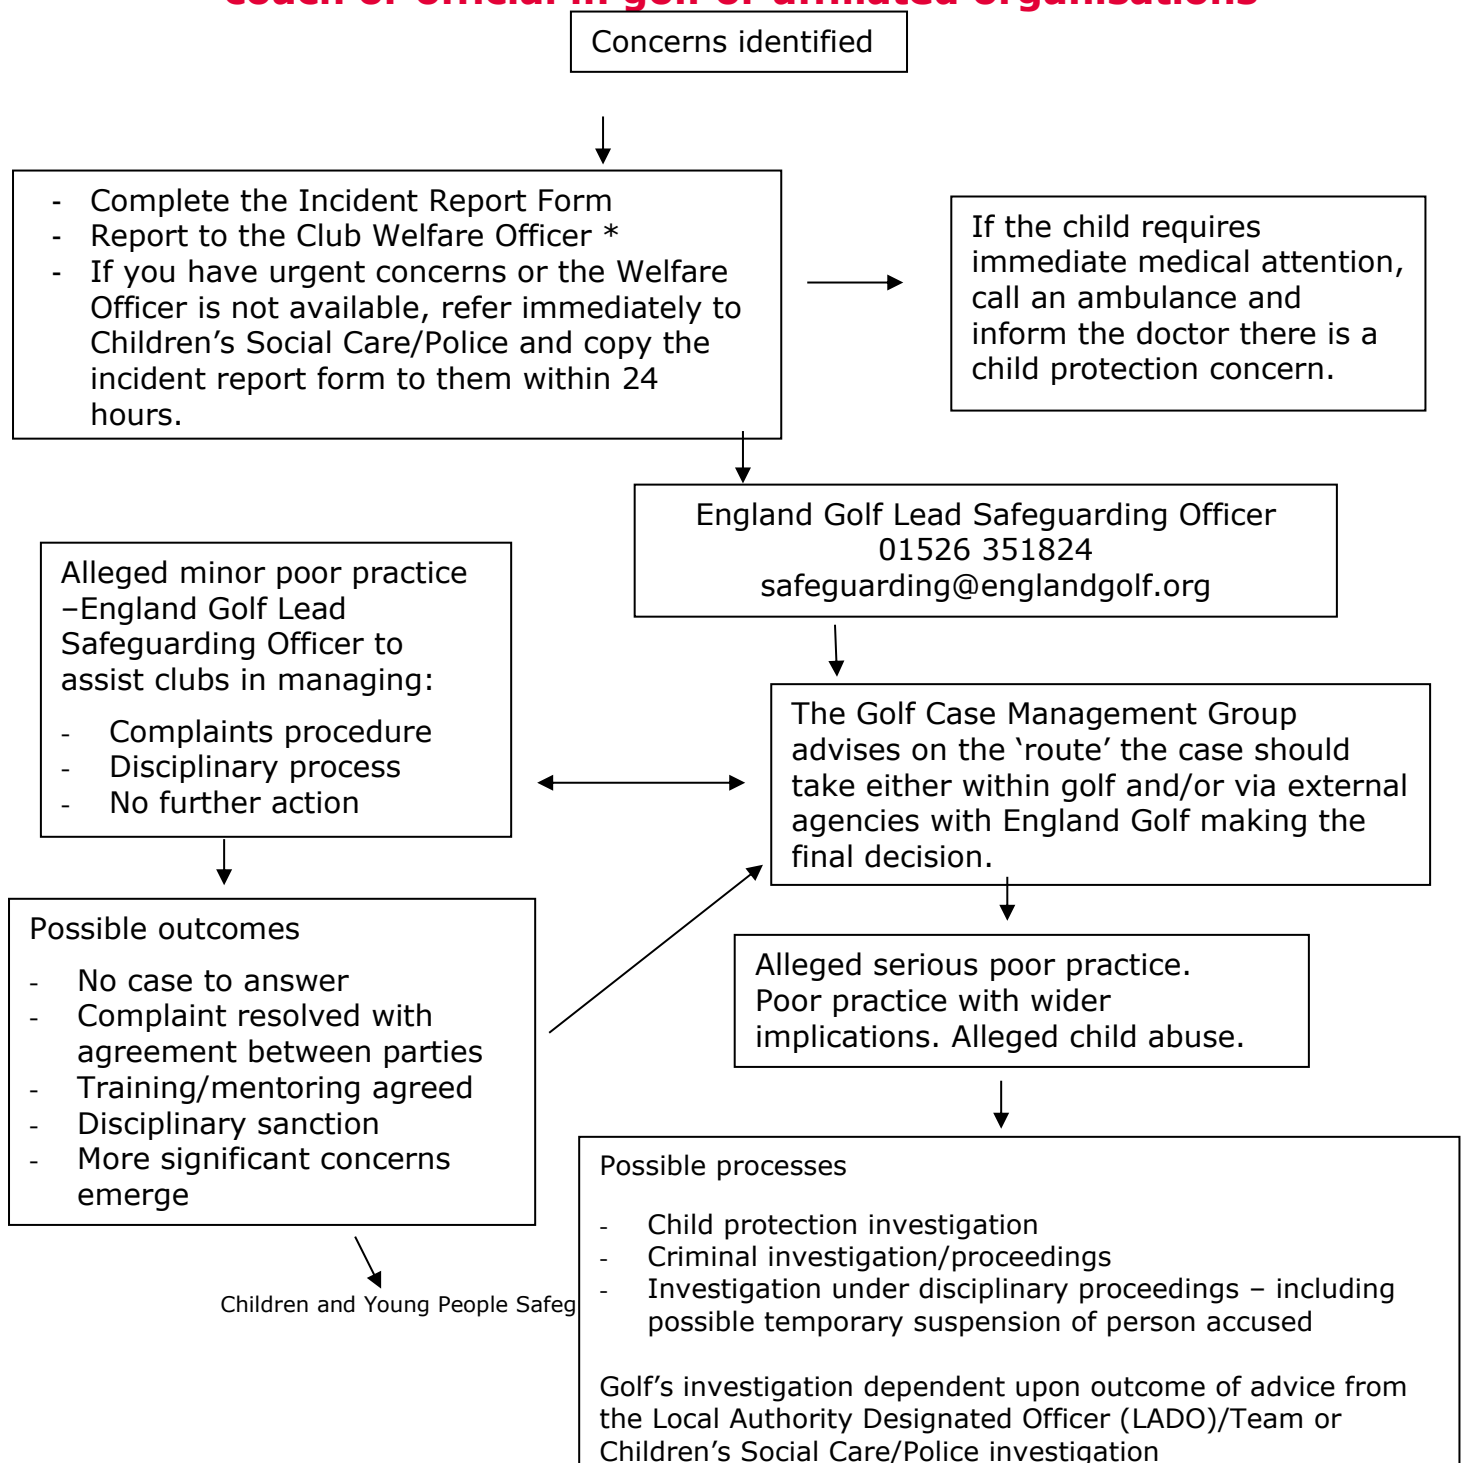 coach or official in golf or affiliated organisations
Concerns identified
- Complete the Incident Report Form
- Report to the Club Welfare Officer *
- If you have urgent concerns or the Welfare
Officer is not available, refer immediately to
Children’s Social Care/Police and copy the
incident report form to them within 24
hours.
If the child requires
immediate medical attention,
call an ambulance and
inform the doctor there is a
child protection concern.
England Golf Lead Safeguarding Officer
01526 351824
safeguarding@englandgolf.org
Alleged minor poor practice
–England Golf Lead
Safeguarding Officer to
assist clubs in managing:
- Complaints procedure
- Disciplinary process
- No further action
The Golf Case Management Group
advises on the ‘route’ the case should
take either within golf and/or via external
agencies with England Golf making the
final decision.
Possible outcomes
- No case to answer
- Complaint resolved with
agreement between parties
- Training/mentoring agreed
- Disciplinary sanction
- More significant concerns
emerge
Alleged serious poor practice.
Poor practice with wider
implications. Alleged child abuse.
Possible processes
- Child protection investigation
- Criminal investigation/proceedings
- Investigation under disciplinary proceedings – including
possible temporary suspension of person accused
Golf’s investigation dependent upon outcome of advice from
the Local Authority Designated Officer (LADO)/Team or
Children’s Social Care/Police investigation
Children and Young People Safeg